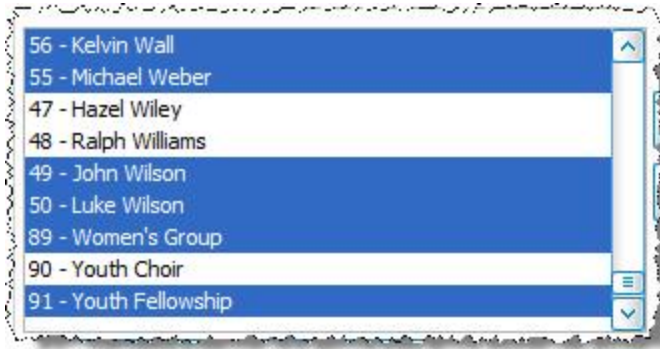 56 - Kelvin Wall
55 - Michael Weber
47 - Hazel Wiley
48 - Ralph Williams
49 - John Wilson
50 - Luke Wilson
89 - Women's Group
90 - Youth Choir
91 - Youth Fellowship